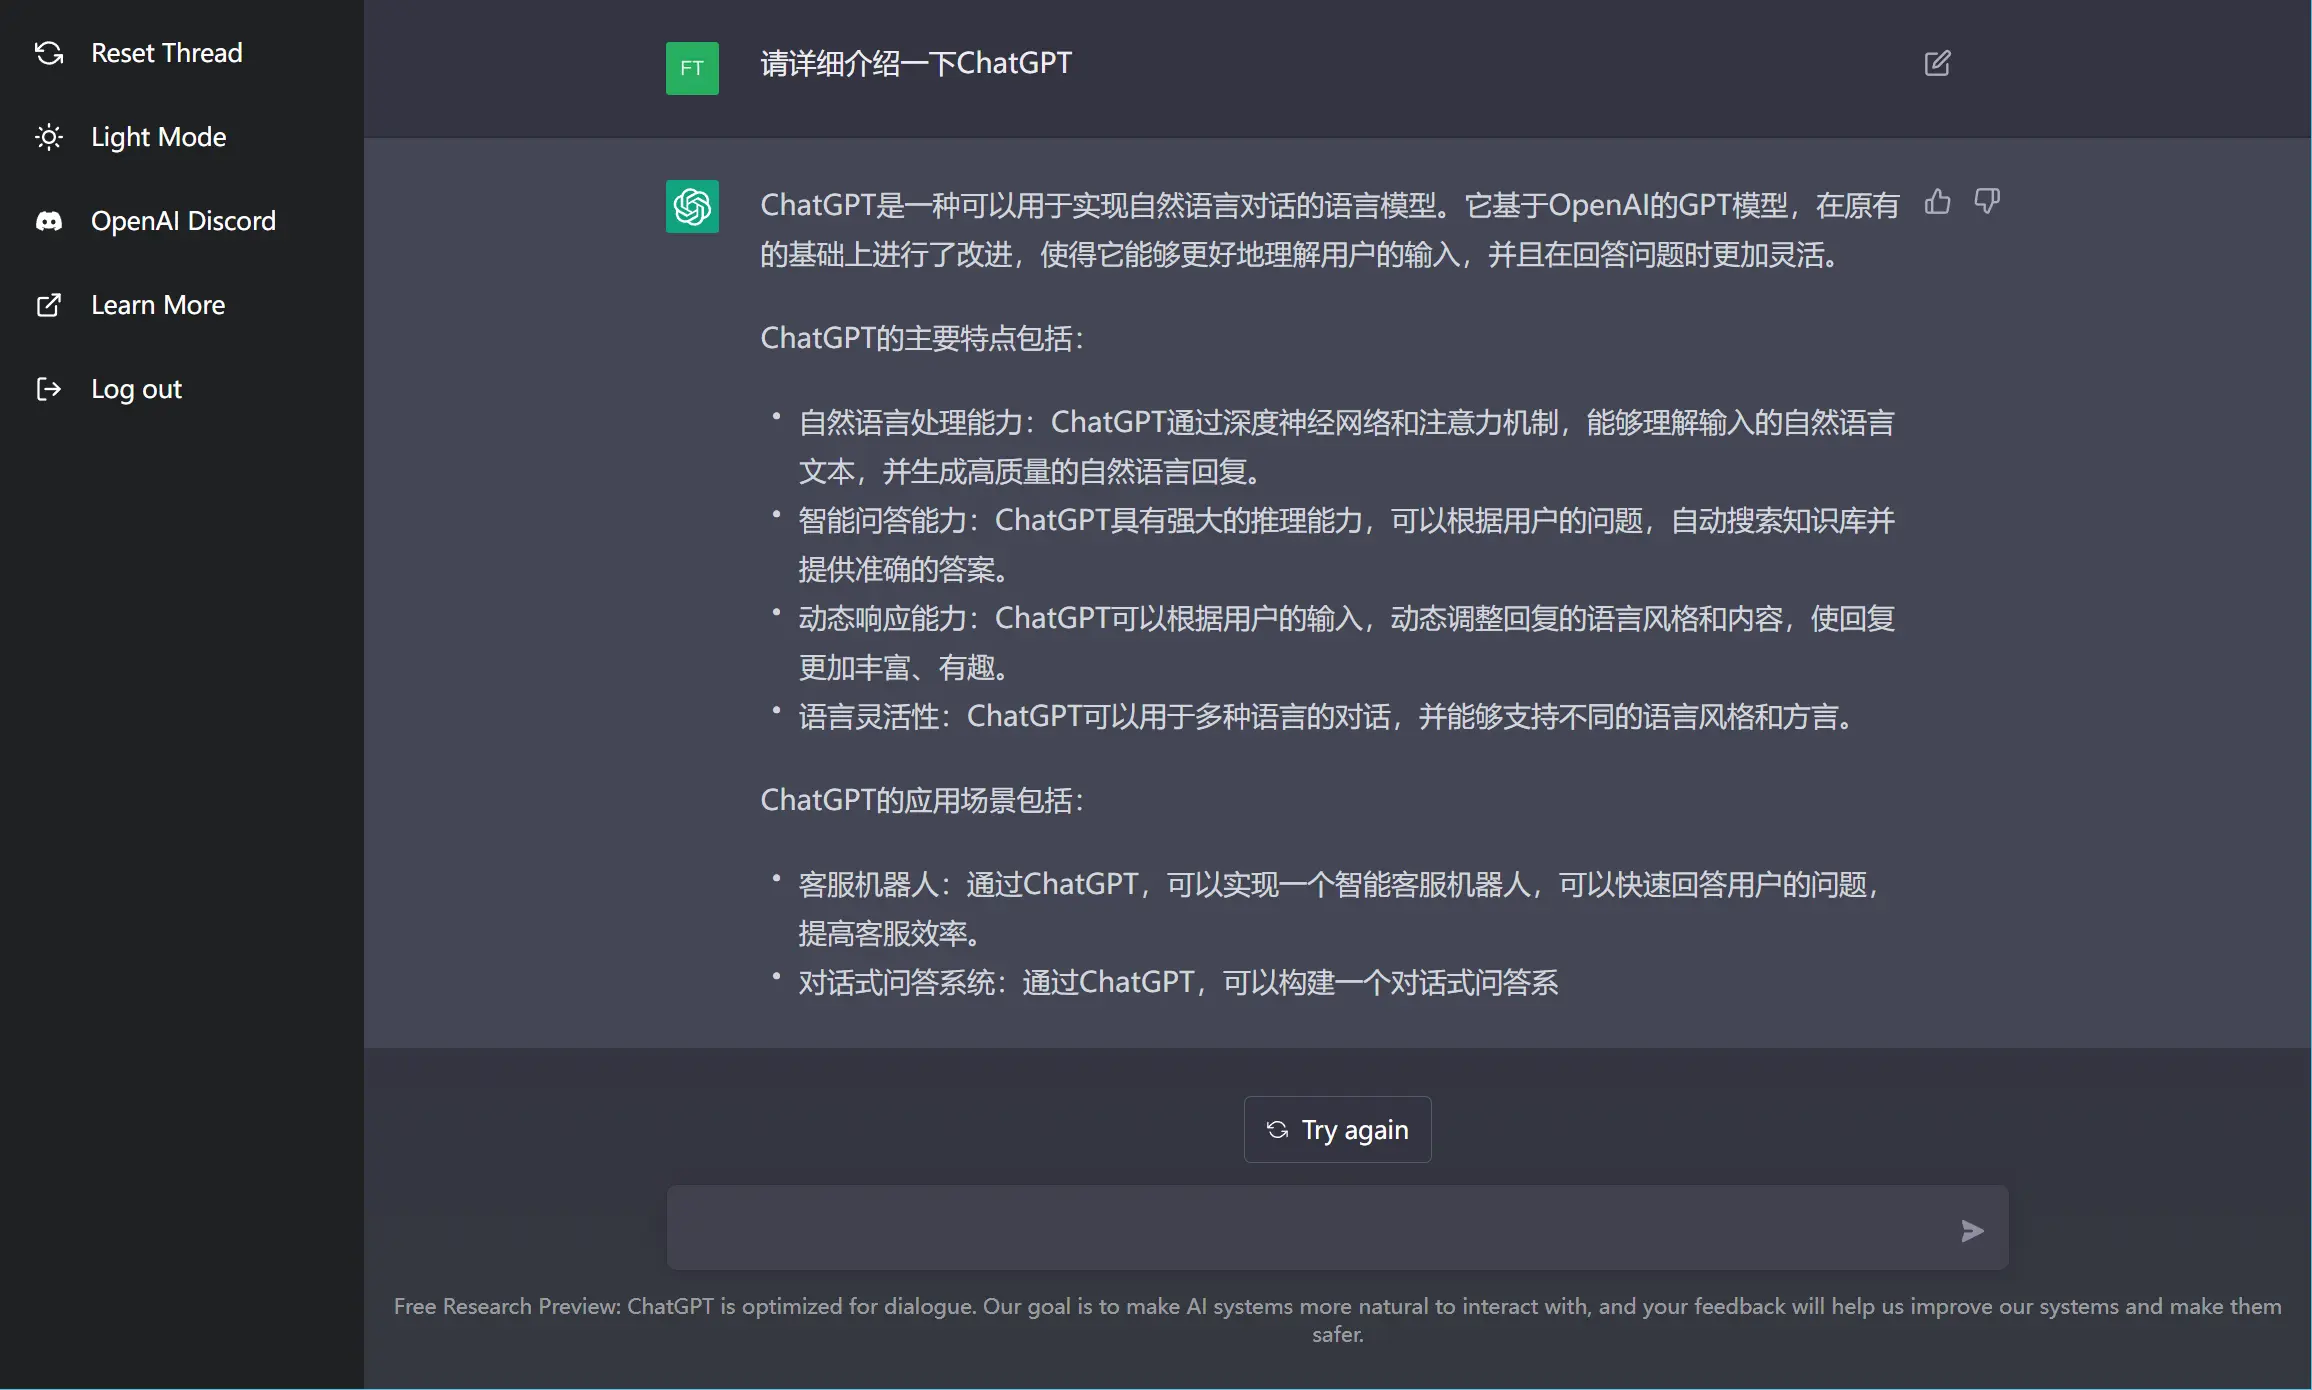 Reset Thread
Light Mode
OpenAI Discord
Learn More
Log out
FT
请详细介绍一下ChatGPT
ChatGPT是一种可以用于实现自然语言对话的语言模型。它基于OpenAI的GPT模型，在原有
的基础上进行了改进，使得它能够更好地理解用户的输入，并且在回答问题时更加灵活。
ChatGPT的主要特点包括：
• 自然语言处理能力：ChatGPT通过深度神经网络和注意力机制，能够理解输入的自然语言
文本，并生成高质量的自然语言回复。
• 智能问答能力：ChatGPT具有强大的推理能力，可以根据用户的问题，自动搜索知识库并
提供准确的答案。
• 动态响应能力：ChatGPT可以根据用户的输入，动态调整回复的语言风格和内容，使回复
更加丰富、有趣。
• 语言灵活性：ChatGPT可以用于多种语言的对话，并能够支持不同的语言风格和方言。
ChatGPT的应用场景包括：
• 客服机器人：通过ChatGPT，可以实现一个智能客服机器人，可以快速回答用户的问题，
提高客服效率。
• 对话式问答系统：通过ChatGPT，可以构建一个对话式问答系
Try again
Free Research Preview: ChatGPT is optimized for dialogue. Our goal is to make AI systems more natural to interact with, and your feedback will help us improve our systems and make them
safer.